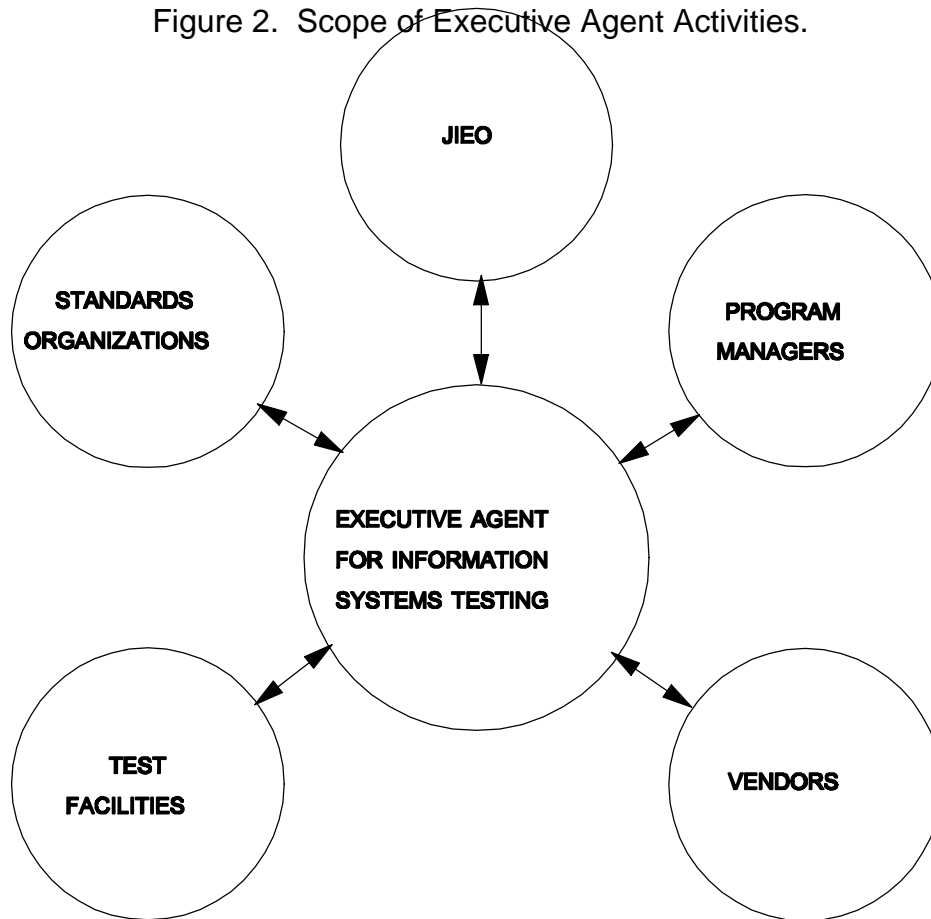 Figure 2.  Scope of Executive Agent Activities.
JIEO
STANDARDS
ORGANIZATIONS
PROGRAM
MANAGERS
EXECUTIVE AGENT
FOR INFORMATION
SYSTEMS TESTING
TEST
FACILITIES
VENDORS